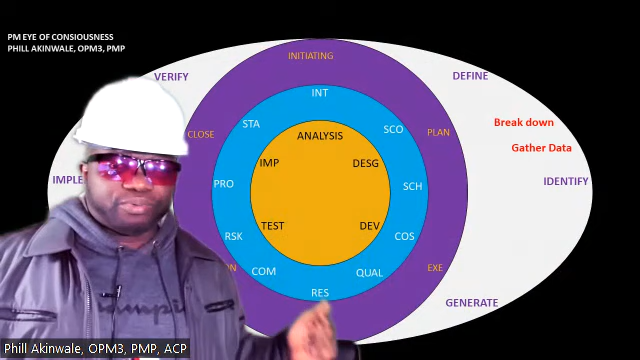 PM EYE OF CONSIOUSNESS
PHILL AKINWALE, OPM3, PMP
INITIATING
VERIFY
DEFINE
INT
Break down
STA
SCO
CLOSE
PLAN
ANALYSIS
Gather Data
IMP
DESG
IMPLE
PRO
SCH
IDENTIFY
TEST
DEV
RSK
COS
ON
COM
QUAL
EXE
RES
GENERATE
Phill Akinwale, OPM3, PMP, ACP